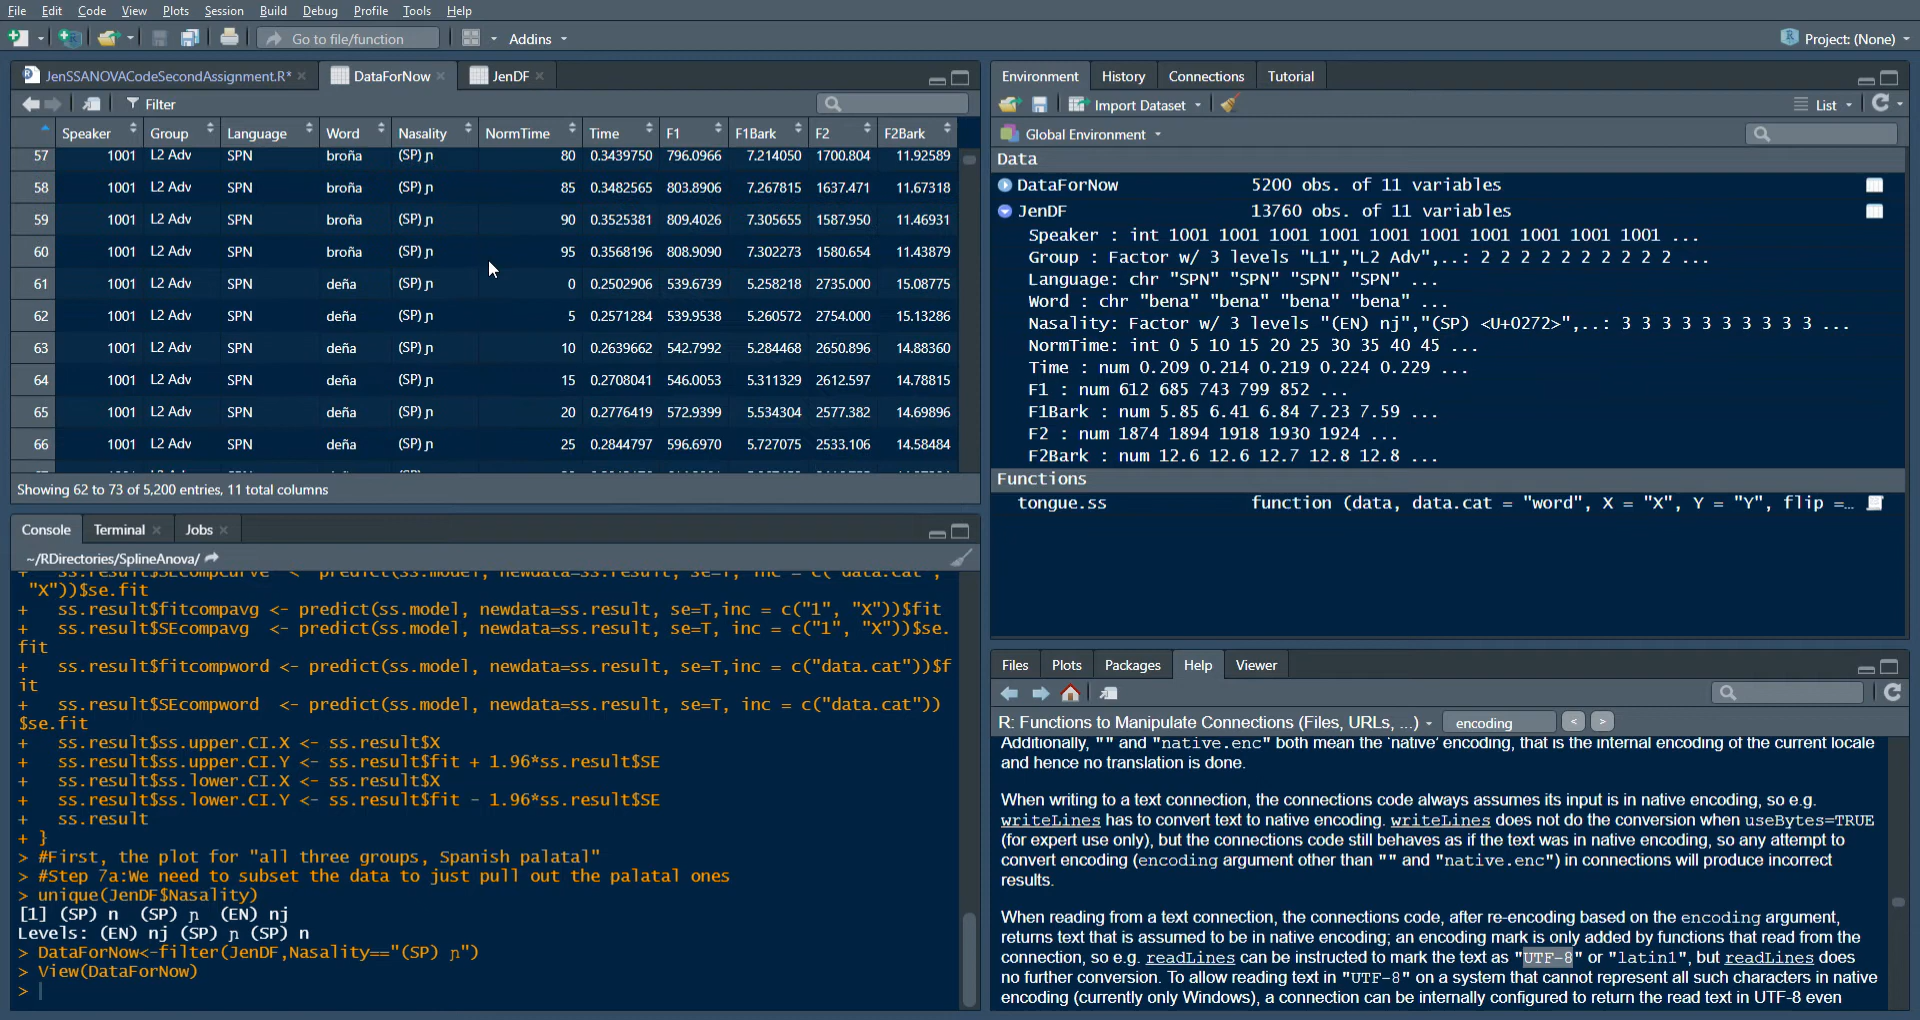 File Edit Code View Plots Session Build Debug Profile Tools Help
Go to file/function Addins Project: (None)
JenSSANOVACodeSecondAssignment.R* DataForNow JenDF
Filter
Speaker Group Language Word Nasality NormTime Time F1 F1Bark F2 F2Bark
57 1001 L2 Adv SPN broña (SP) ɲ 80 0.3439750 796.0966 7.214050 1700.804 11.92589
58 1001 L2 Adv SPN broña (SP) ɲ 85 0.3482565 803.8906 7.267815 1637.471 11.67318
59 1001 L2 Adv SPN broña (SP) ɲ 90 0.3525381 809.4026 7.305655 1587.950 11.46931
60 1001 L2 Adv SPN broña (SP) ɲ 95 0.3568196 808.9090 7.302273 1580.654 11.43879
61 1001 L2 Adv SPN deña (SP) ɲ 0 0.2502906 539.6739 5.258218 2735.000 15.08775
62 1001 L2 Adv SPN deña (SP) ɲ 5 0.2571284 539.9538 5.260572 2754.000 15.13286
63 1001 L2 Adv SPN deña (SP) ɲ 10 0.2639662 542.7992 5.284468 2650.896 14.88360
64 1001 L2 Adv SPN deña (SP) ɲ 15 0.2708041 546.0053 5.311329 2612.597 14.78815
65 1001 L2 Adv SPN deña (SP) ɲ 20 0.2776419 572.9399 5.534304 2577.382 14.69896
66 1001 L2 Adv SPN deña (SP) ɲ 25 0.2844797 596.6970 5.727075 2533.106 14.58484
Showing 62 to 73 of 5,200 entries, 11 total columns
Console Terminal Jobs
~/RDirectories/SplineAnova/
"X"))$se.fit
+   ss.result$fitcompavg <- predict(ss.model, newdata=ss.result, se=T,inc = c("1", "X"))$fit
+   ss.result$SEcompavg  <- predict(ss.model, newdata=ss.result, se=T, inc = c("1", "X"))$se.
fit
+   ss.result$fitcompword <- predict(ss.model, newdata=ss.result, se=T,inc = c("data.cat"))$f
it
+   ss.result$SEcompword  <- predict(ss.model, newdata=ss.result, se=T, inc = c("data.cat"))
$se.fit
+   ss.result$ss.upper.CI.X <- ss.result$X
+   ss.result$ss.upper.CI.Y <- ss.result$fit + 1.96*ss.result$SE
+   ss.result$ss.lower.CI.X <- ss.result$X
+   ss.result$ss.lower.CI.Y <- ss.result$fit - 1.96*ss.result$SE
+   ss.result
+ }
> #First, the plot for "all three groups, Spanish palatal"
> #Step 7a:We need to subset the data to just pull out the palatal ones
> unique(JenDF$Nasality)
[1] (SP) n  (SP) ɲ  (EN) nj
Levels: (EN) nj (SP) ɲ (SP) n
> DataForNow<-filter(JenDF,Nasality=="(SP) ɲ")
> View(DataForNow)
>
Environment History Connections Tutorial
Import Dataset List
Global Environment
Data
DataForNow 5200 obs. of 11 variables
JenDF 13760 obs. of 11 variables
Speaker : int 1001 1001 1001 1001 1001 1001 1001 1001 1001 1001 ...
Group : Factor w/ 3 levels "L1","L2 Adv",..: 2 2 2 2 2 2 2 2 2 2 ...
Language: chr "SPN" "SPN" "SPN" "SPN" ...
Word : chr "bena" "bena" "bena" "bena" ...
Nasality: Factor w/ 3 levels "(EN) nj","(SP) <U+0272>",..: 3 3 3 3 3 3 3 3 3 3 ...
NormTime: int 0 5 10 15 20 25 30 35 40 45 ...
Time : num 0.209 0.214 0.219 0.224 0.229 ...
F1 : num 612 685 743 799 852 ...
F1Bark : num 5.85 6.41 6.84 7.23 7.59 ...
F2 : num 1874 1894 1918 1930 1924 ...
F2Bark : num 12.6 12.6 12.7 12.8 12.8 ...
Functions
tongue.ss function (data, data.cat = "word", X = "X", Y = "Y", flip =…
Files Plots Packages Help Viewer
R: Functions to Manipulate Connections (Files, URLs, ...) encoding < >
Additionally, "" and "native.enc" both mean the ‘native’ encoding, that is the internal encoding of the current locale
and hence no translation is done.
When writing to a text connection, the connections code always assumes its input is in native encoding, so e.g.
writeLines has to convert text to native encoding. writeLines does not do the conversion when useBytes=TRUE
(for expert use only), but the connections code still behaves as if the text was in native encoding, so any attempt to
convert encoding (encoding argument other than "" and "native.enc") in connections will produce incorrect
results.
When reading from a text connection, the connections code, after re-encoding based on the encoding argument,
returns text that is assumed to be in native encoding; an encoding mark is only added by functions that read from the
connection, so e.g. readLines can be instructed to mark the text as "UTF-8" or "latin1", but readLines does
no further conversion. To allow reading text in "UTF-8" on a system that cannot represent all such characters in native
encoding (currently only Windows), a connection can be internally configured to return the read text in UTF-8 even